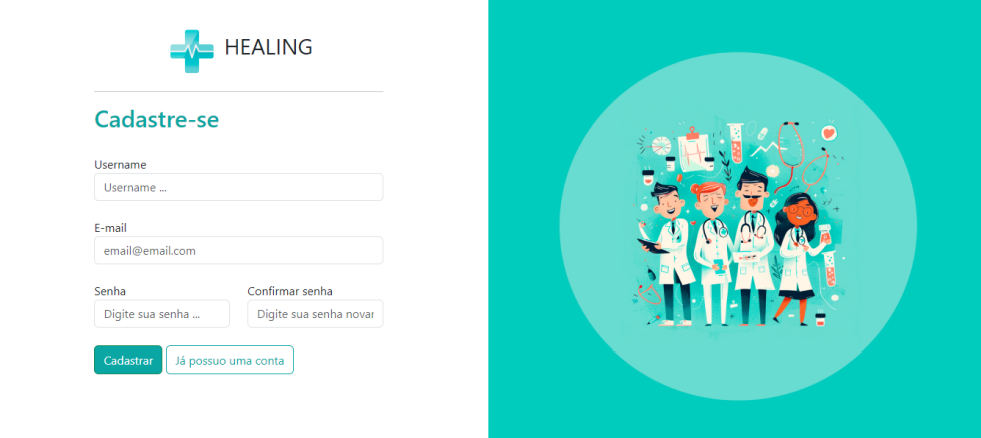 HEALING
Cadastre-se
Username
Username ...
E-mail
email@email.com
Senha
Confirmar senha
Digite sua senha ...
Digite sua senha novar
Cadastrar
Já possuo uma conta